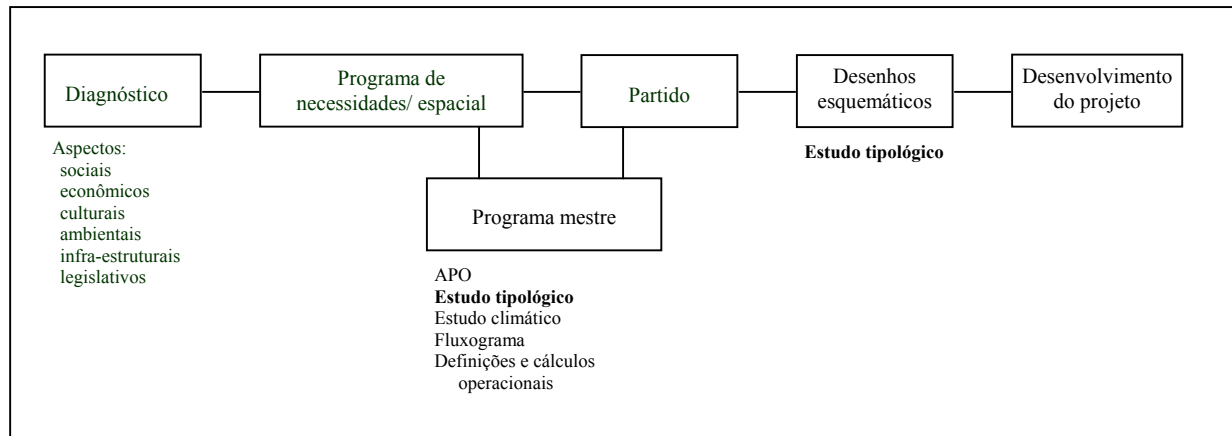 Diagnóstico
Programa de
necessidades/ espacial
Partido
Desenhos
esquemáticos
Desenvolvimento
do projeto
Aspectos:
sociais
econômicos
culturais
ambientais
infra-estruturais
legislativos
Estudo tipológico
Programa mestre
APO
Estudo tipológico
Estudo climático
Fluxograma
Definições e cálculos
operacionais